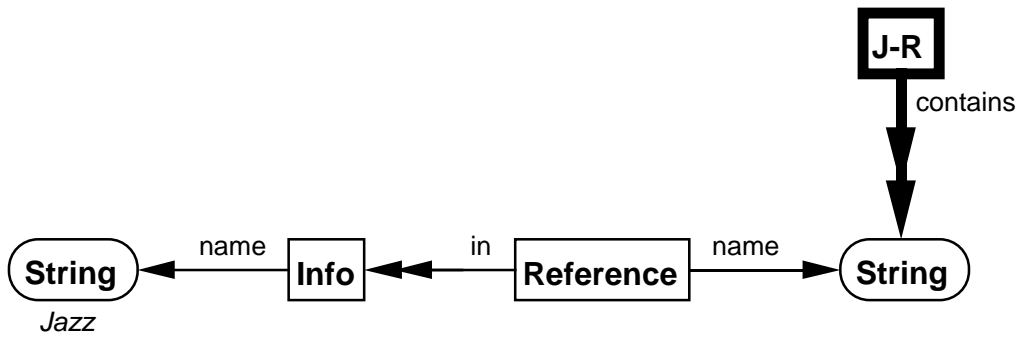 J-R
contains
name
in
name
String
Info
Reference
String
Jazz